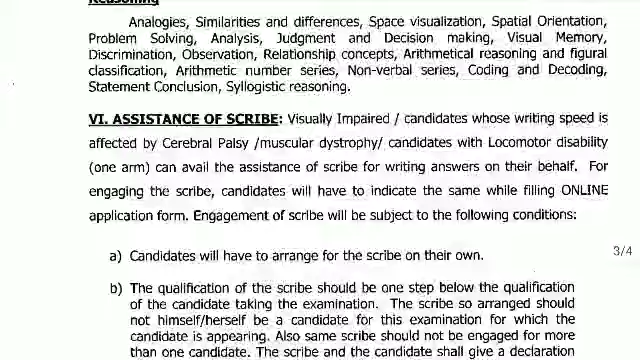 Reasoning
Analogies, Similarities and differences, Space visualization, Spatial Orientation,
Problem Solving, Analysis, Judgment and Decision making, Visual Memory,
Discrimination, Observation, Relationship concepts, Arithmetical reasoning and figural
classification, Arithmetic number series, Non-verbal series, Coding and Decoding,
Statement Conclusion, Syllogistic reasoning.
VI. ASSISTANCE OF SCRIBE: Visually Impaired / candidates whose writing speed is
affected by Cerebral Palsy /muscular dystrophy/ candidates with Locomotor disability
(one arm) can avail the assistance of scribe for writing answers on their behalf. For
engaging the scribe, candidates will have to indicate the same while filling ONLINE
application form. Engagement of scribe will be subject to the following conditions:
a) Candidates will have to arrange for the scribe on their own.
3/4
b) The qualification of the scribe should be one step below the qualification
of the candidate taking the examination. The scribe so arranged should
not himself/herself be a candidate for this examination for which the
candidate is appearing. Also same scribe should not be engaged for more
than one candidate. The scribe and the candidate shall give a declaration